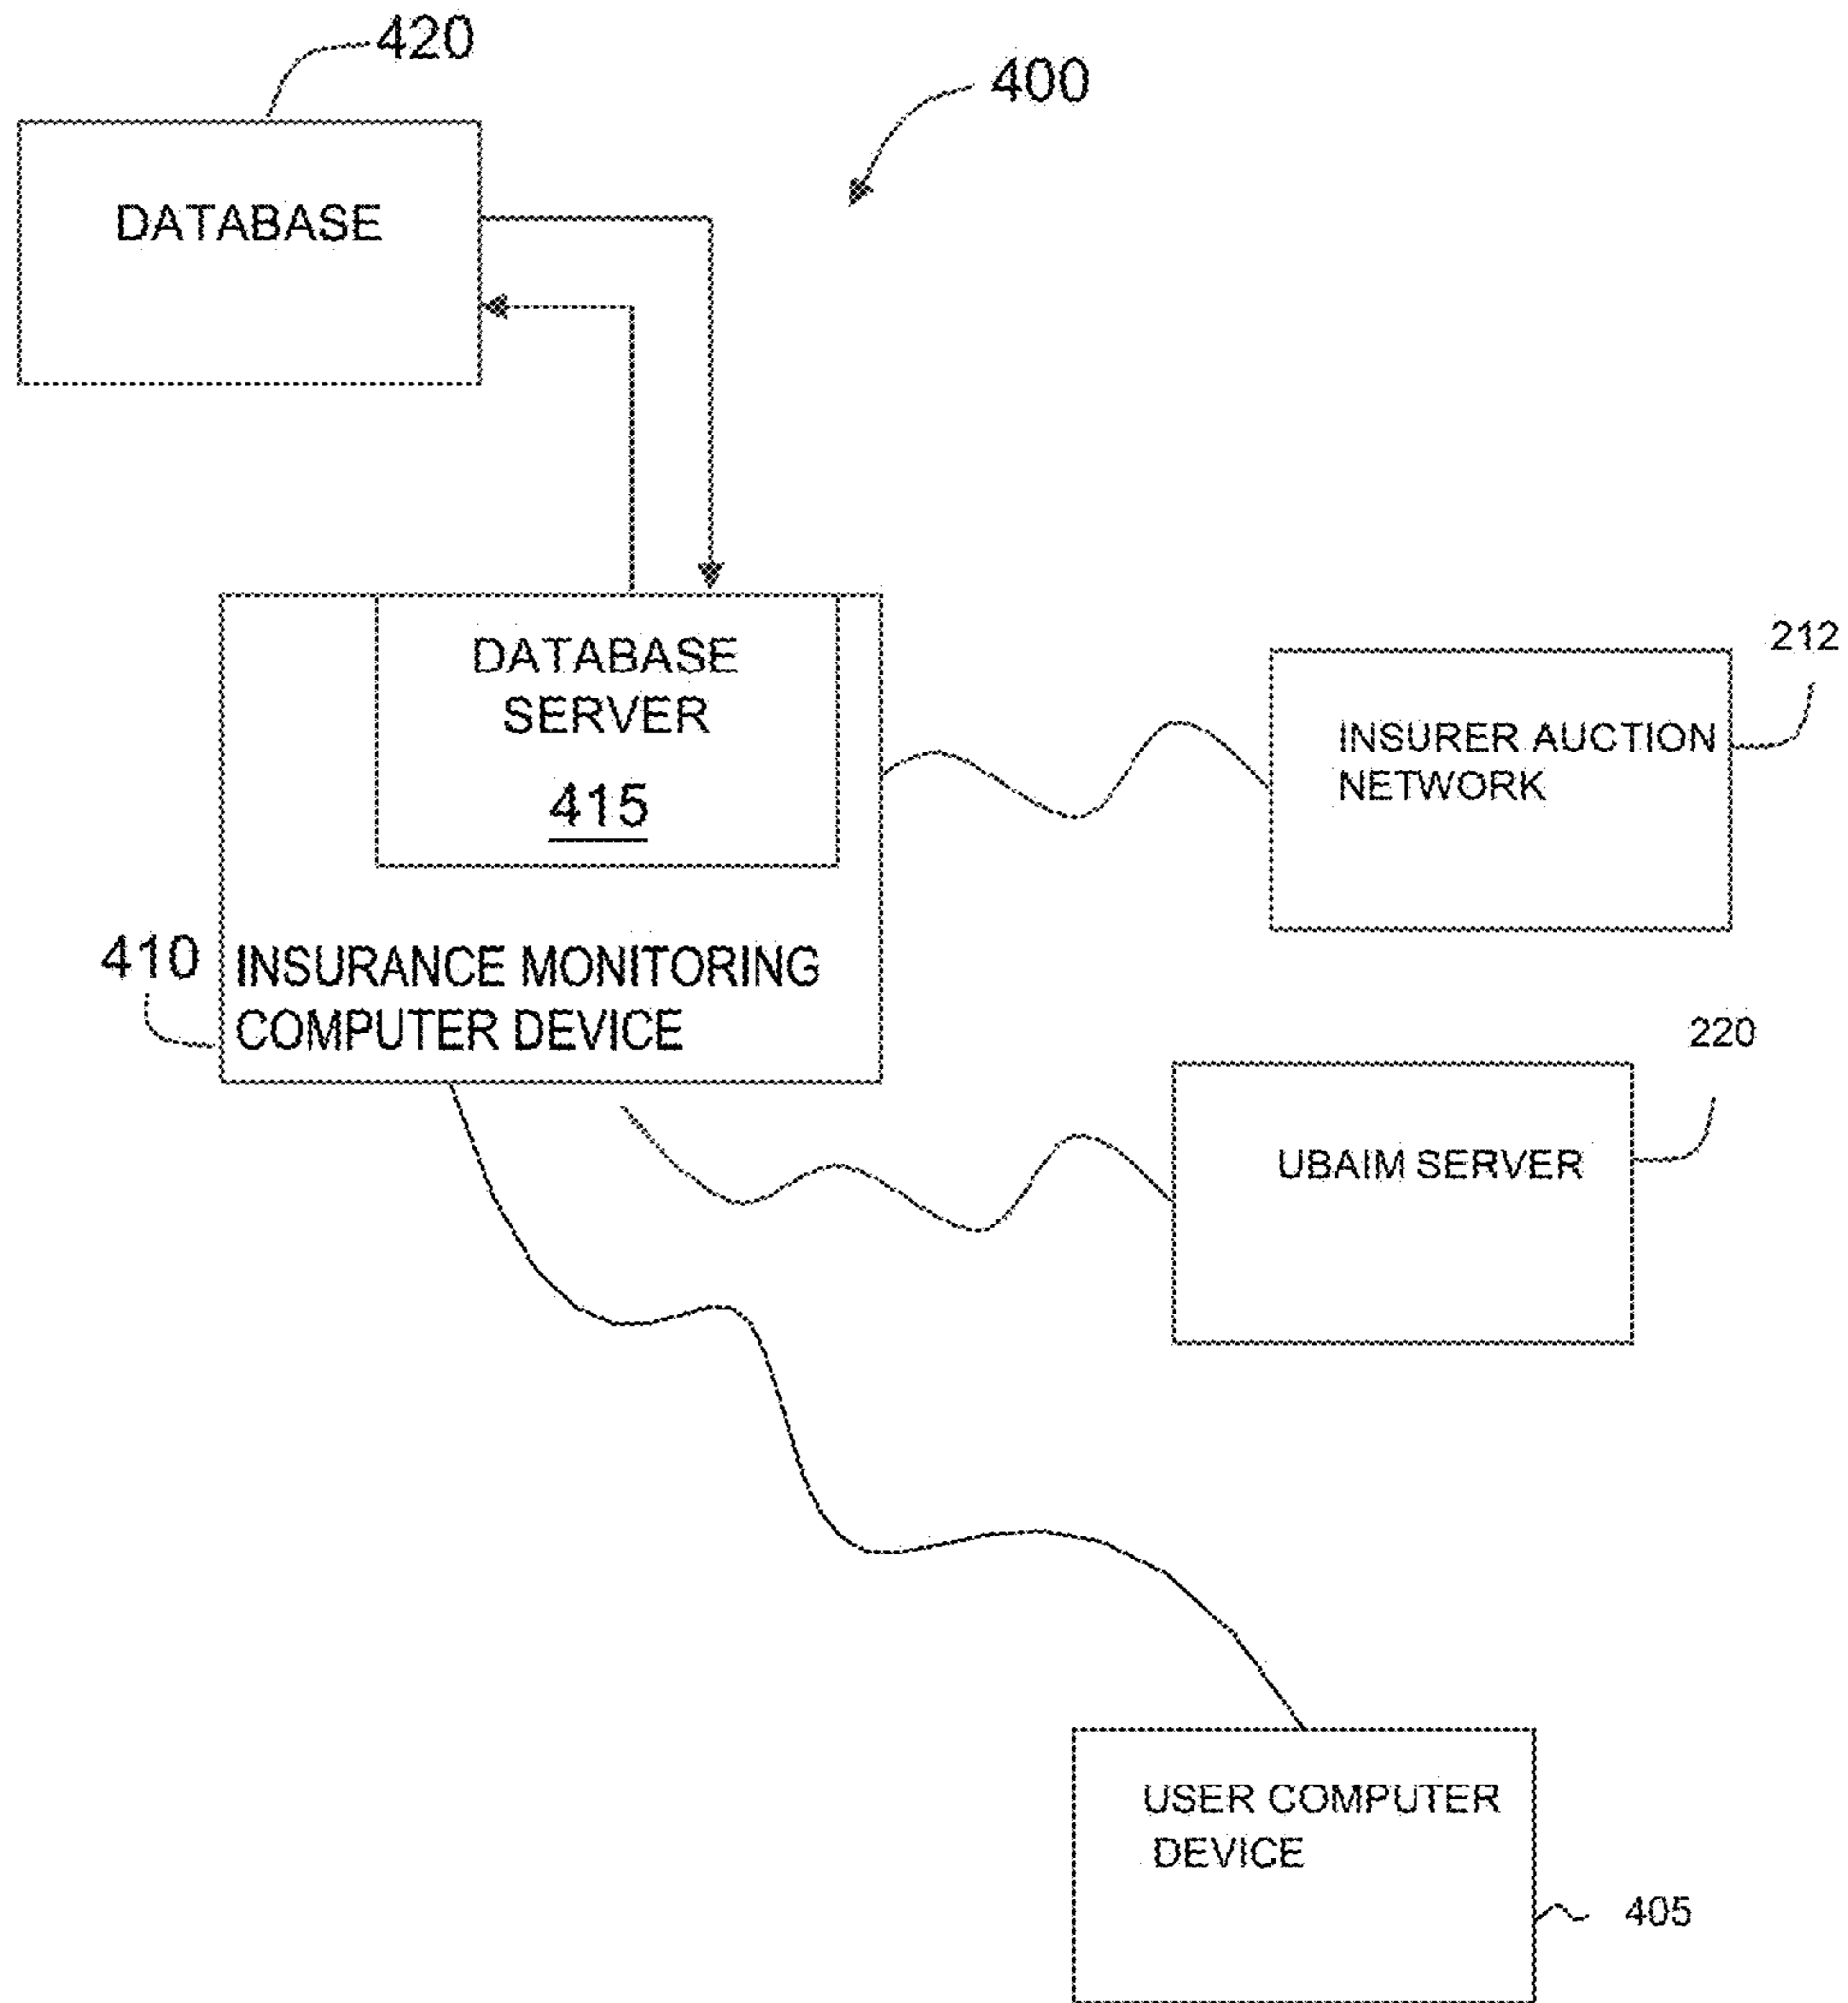 420
400
DATABASE
DATABASE
SERVER
415
212
INSURER AUCTION
NETWORK
410
INSURANCE MONITORING
COMPUTER DEVICE
220
UBAIM SERVER
USER COMPUTER
DEVICE
405